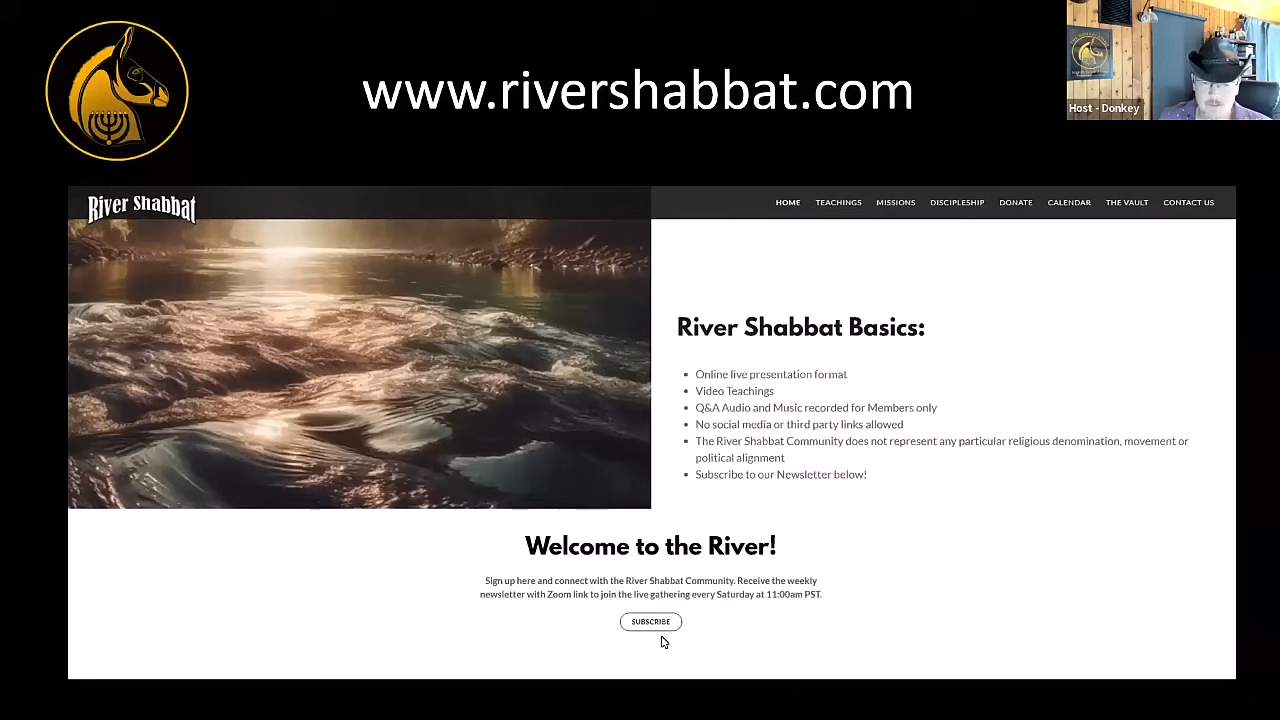 www.rivershabbat.com
Host - Donkey
River Shabbat
HOME TEACHINGS MISSIONS DISCIPLESHIP DONATE CALENDAR THE VAULT CONTACT US
River Shabbat Basics:
Online live presentation format
Video Teachings
Q&A Audio and Music recorded for Members only
No social media or third party links allowed
The River Shabbat Community does not represent any particular religious denomination, movement or
political alignment
Subscribe to our Newsletter below!
Welcome to the River!
Sign up here and connect with the River Shabbat Community. Receive the weekly
newsletter with Zoom link to join the live gathering every Saturday at 11:00am PST.
SUBSCRIBE